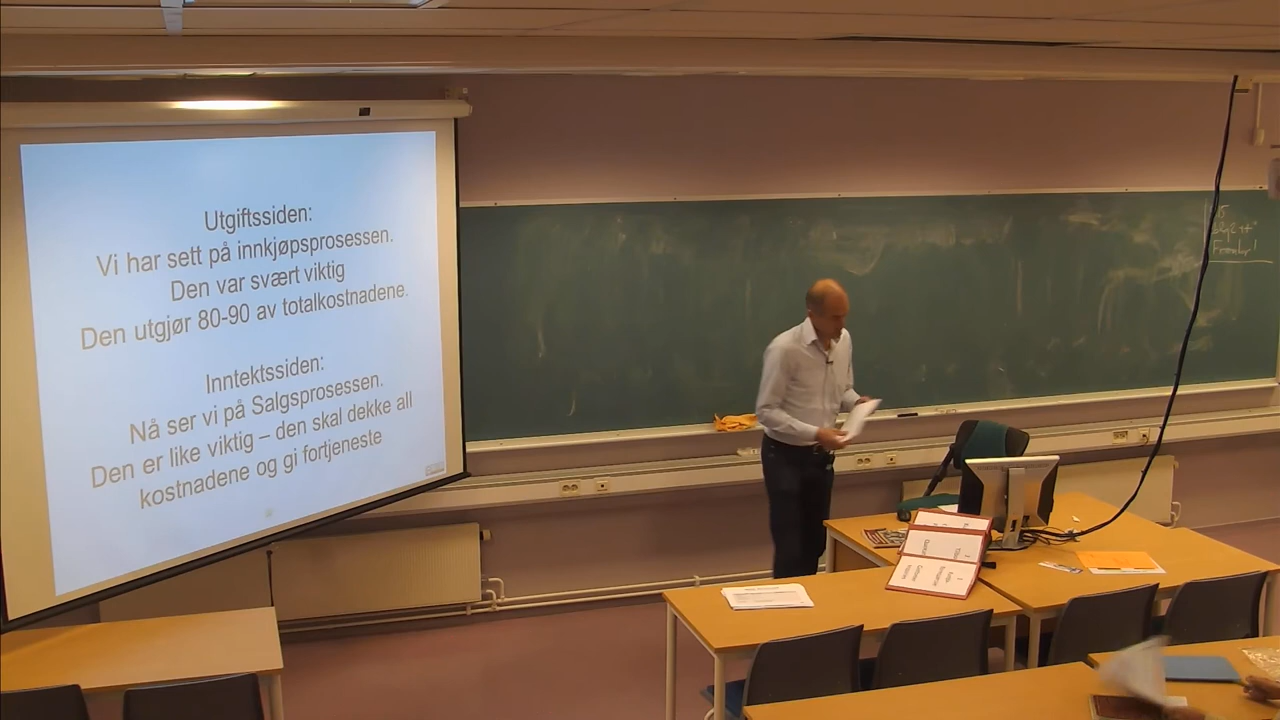 Utgiftssiden:
Vi har sett på innkjøpsprosessen.
Den var svært viktig
Den utgjør 80-90 av totalkostnadene.
Inntektssiden:
Nå ser vi på Salgsprosessen.
Den er like viktig – den skal dekke all
kostnadene og gi fortjeneste